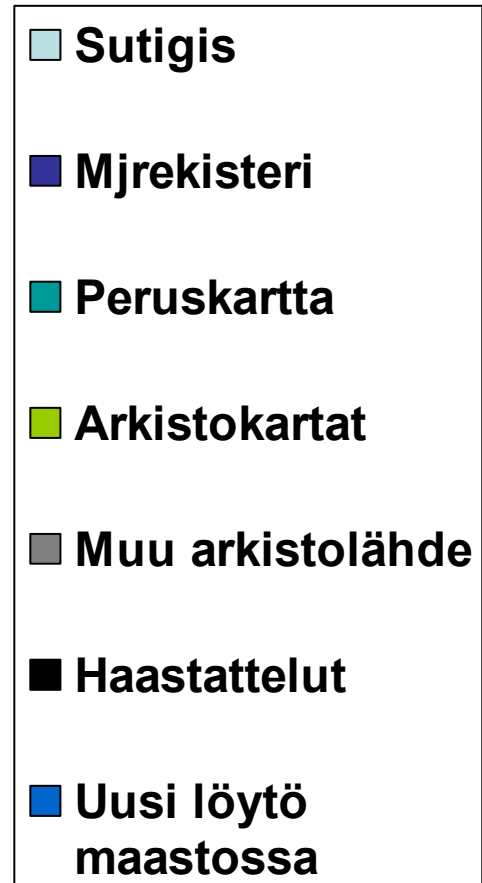 Sutigis
Mjrekisteri
Peruskartta
Arkistokartat
Muu arkistolähde
Haastattelut
Uusi löytö
maastossa